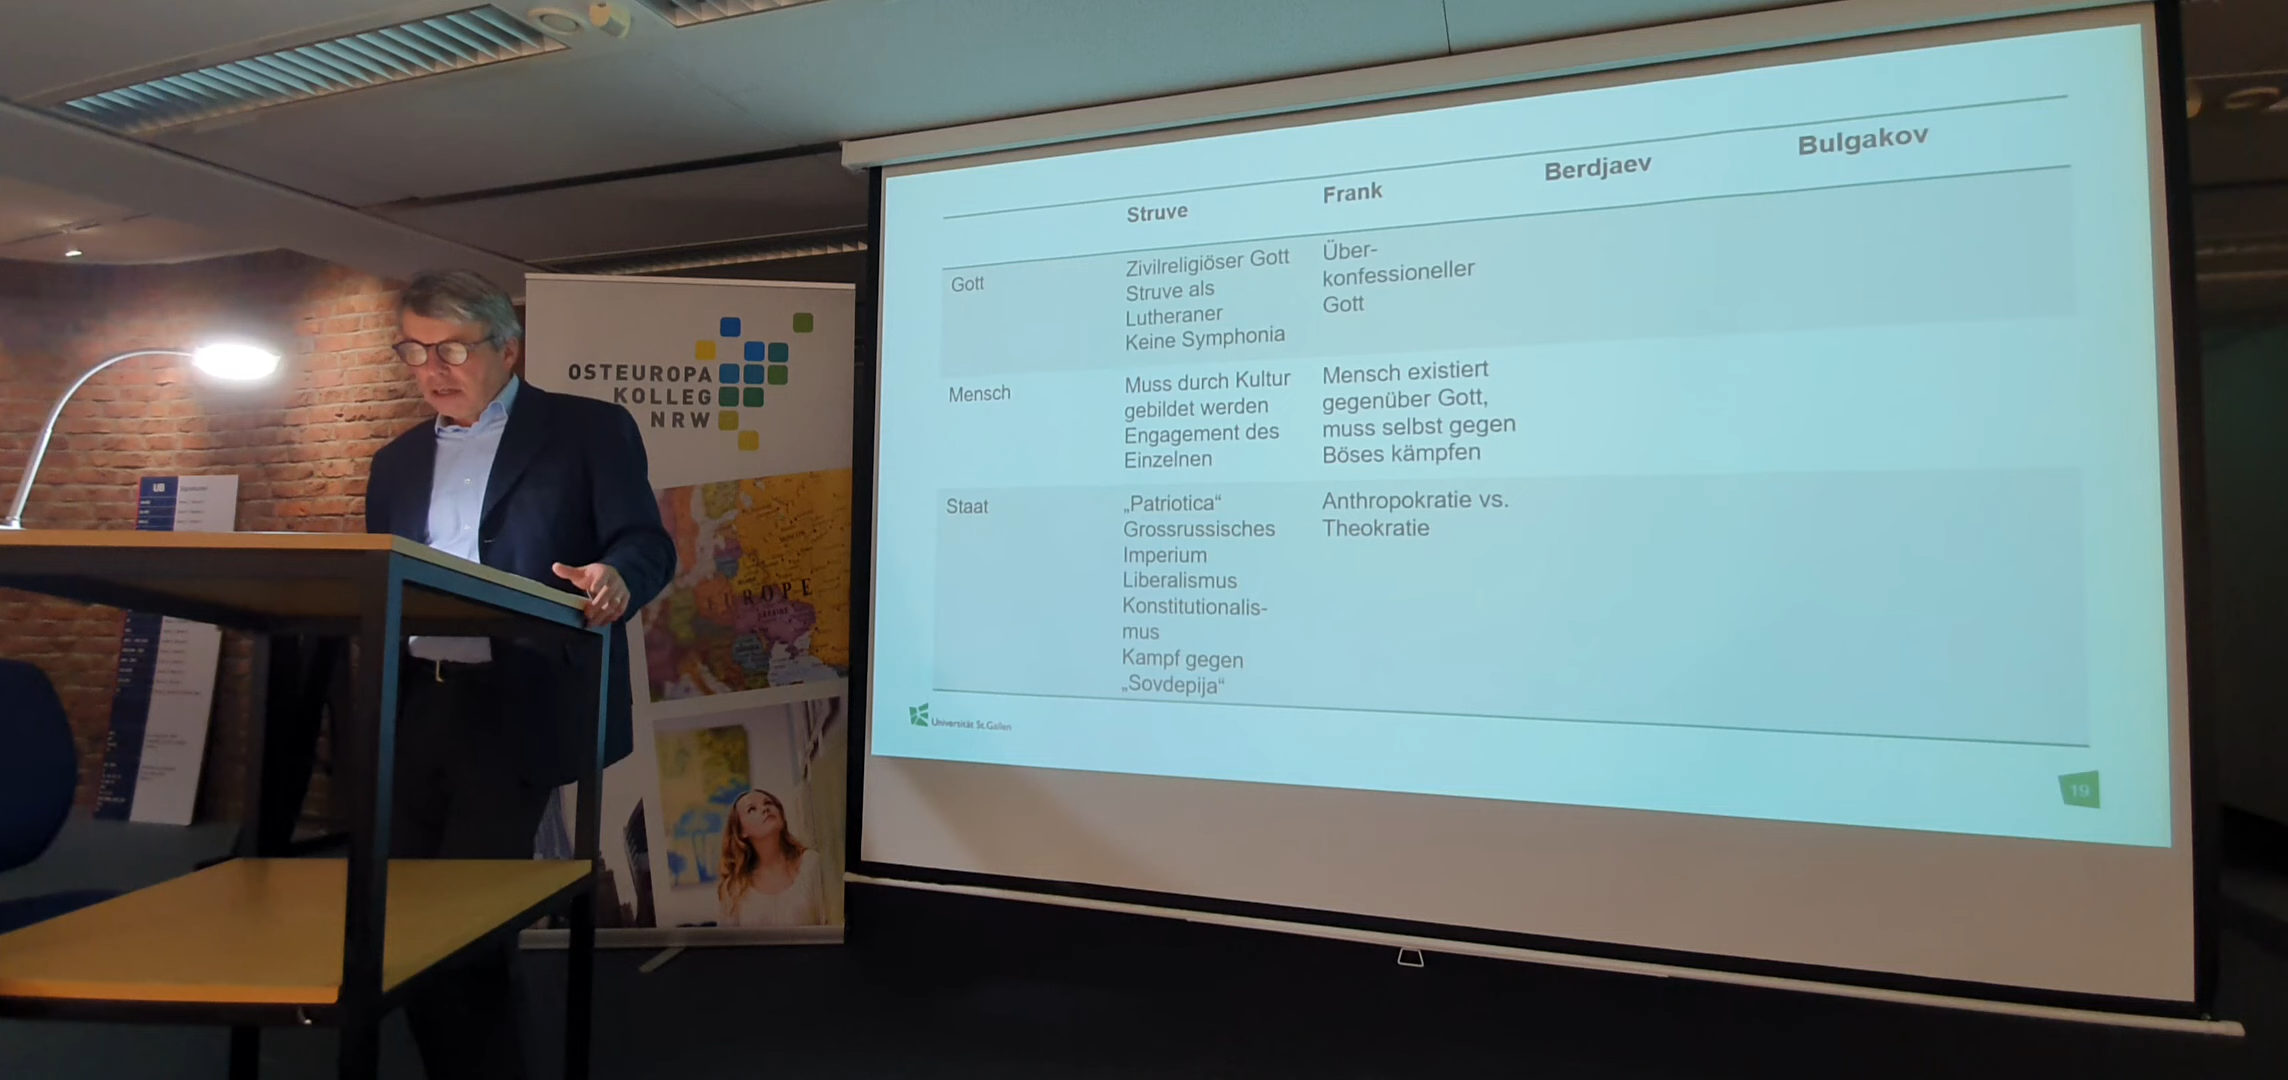 OSTEUROPA
KOLLEG
NRW
EUROPE
UB
Struve
Frank
Berdjaev
Bulgakov
Gott
Zivilreligiöser Gott
Struve als
Lutheraner
Keine Symphonia
Über-
konfessioneller
Gott
Mensch
Muss durch Kultur
gebildet werden
Engagement des
Einzelnen
Mensch existiert
gegenüber Gott,
muss selbst gegen
Böses kämpfen
Staat
„Patriotica“
Grossrussisches
Imperium
Liberalismus
Konstitutionalis-
mus
Kampf gegen
„Sovdepija“
Anthropokratie vs.
Theokratie
Universität St.Gallen
19